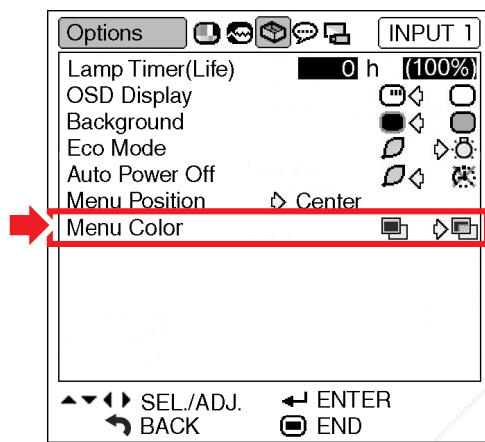 Options INPUT 1
Lamp Timer(Life) 0 h (100%)
OSD Display
Background
Eco Mode
Auto Power Off
Menu Position Center
Menu Color
SEL./ADJ. ENTER
BACK END